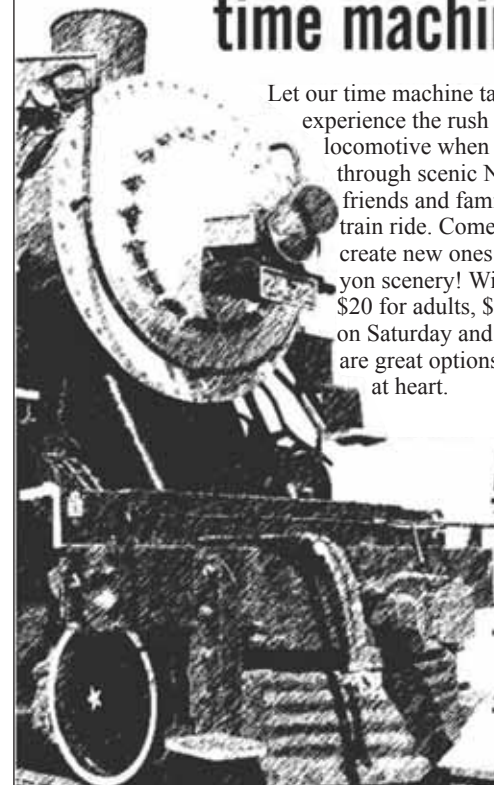 time machi
Let our time machine ta
experience the rush
locomotive when
through scenic N
friends and fam
train ride. Come
create new ones
yon scenery! Wi
$20 for adults, $
on Saturday and
are great options
at heart.